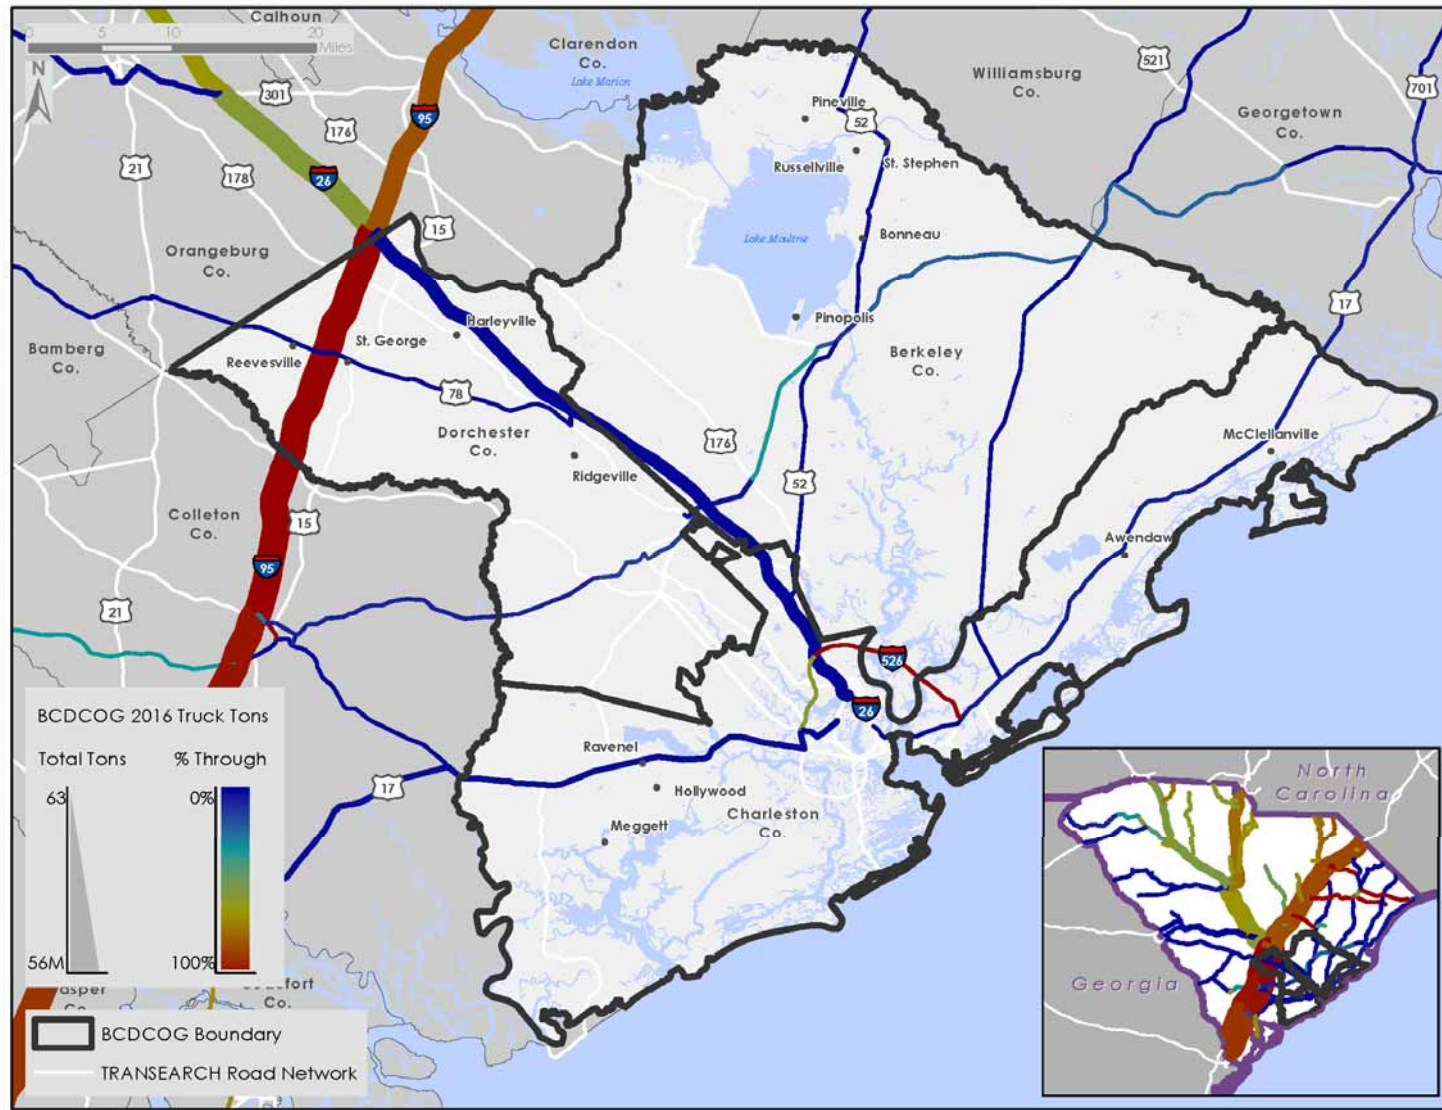 Calhoun
0 5 10 20
Miles
N
Clarendon
Co.
Lake Marion
Williamsburg
Co.
521
701
Georgetown
Co.
301
95
176
21
178
26
Pineville
52
Russellville
St. Stephen
15
Orangeburg
Co.
Lake Moultrie
Bonneau
17
Harleyville
Pinopolis
St. George
Reevesville
Bamberg
Co.
Berkeley
Co.
78
Dorchester
Co.
176
McClellanville
Ridgeville
52
Colleton
Co.
15
Awendaw
95
21
526
26
BCDCOG 2016 Truck Tons
Total Tons
% Through
63
0%
56M
100%
Ravenel
17
Hollywood
Charleston
Co.
Meggett
asper
Co.
Co.
BCDCOG Boundary
TRANSEARCH Road Network
North
Carolina
Georgia